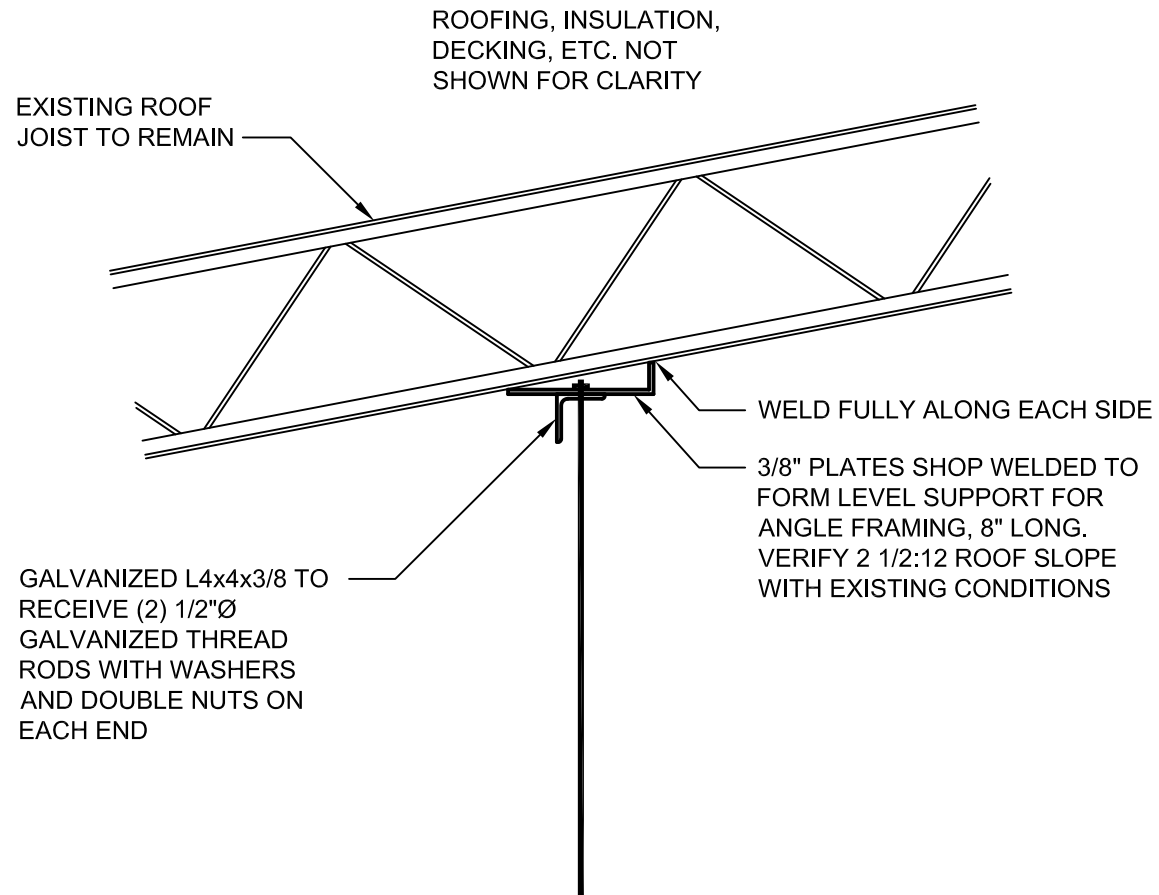 ROOFING, INSULATION,
DECKING, ETC. NOT
SHOWN FOR CLARITY
EXISTING ROOF
JOIST TO REMAIN
WELD FULLY ALONG EACH SIDE
3/8" PLATES SHOP WELDED TO
FORM LEVEL SUPPORT FOR
ANGLE FRAMING, 8" LONG.
VERIFY 2 1/2:12 ROOF SLOPE
WITH EXISTING CONDITIONS
GALVANIZED L4x4x3/8 TO
RECEIVE (2) 1/2"Ø
GALVANIZED THREAD
RODS WITH WASHERS
AND DOUBLE NUTS ON
EACH END